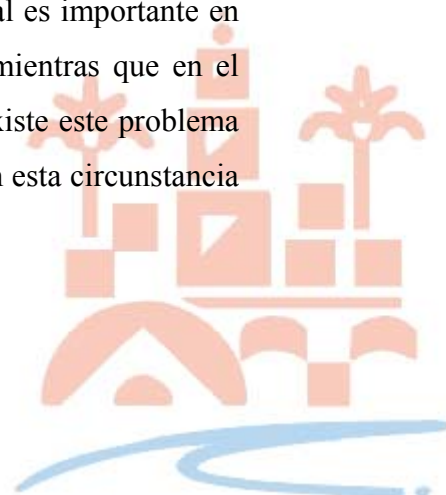 al es importante en
mientras que en el
xiste este problema
n esta circunstancia